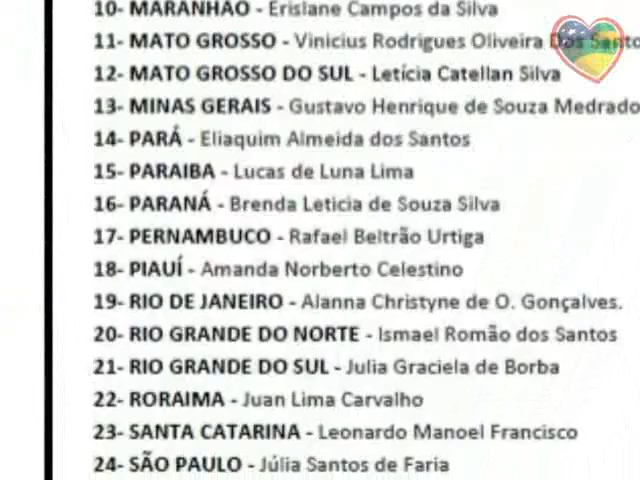 10- MARANHÃO - Erislane Campos da Silva
11- MATO GROSSO - Vinicius Rodrigues Oliveira Dos Santo
12- MATO GROSSO DO SUL - Letícia Catellan Silva
13- MINAS GERAIS - Gustavo Henrique de Souza Medrado
14- PARÁ - Eliaquim Almeida dos Santos
15- PARAIBA - Lucas de Luna Lima
16- PARANÁ - Brenda Leticia de Souza Silva
17- PERNAMBUCO - Rafael Beltrão Urtiga
18- PIAUÍ - Amanda Norberto Celestino
19- RIO DE JANEIRO - Alanna Christyne de O. Gonçalves.
20- RIO GRANDE DO NORTE - Ismael Romão dos Santos
21- RIO GRANDE DO SUL - Julia Graciela de Borba
22- RORAIMA - Juan Lima Carvalho
23- SANTA CATARINA - Leonardo Manoel Francisco
24- SÃO PAULO - Júlia Santos de Faria